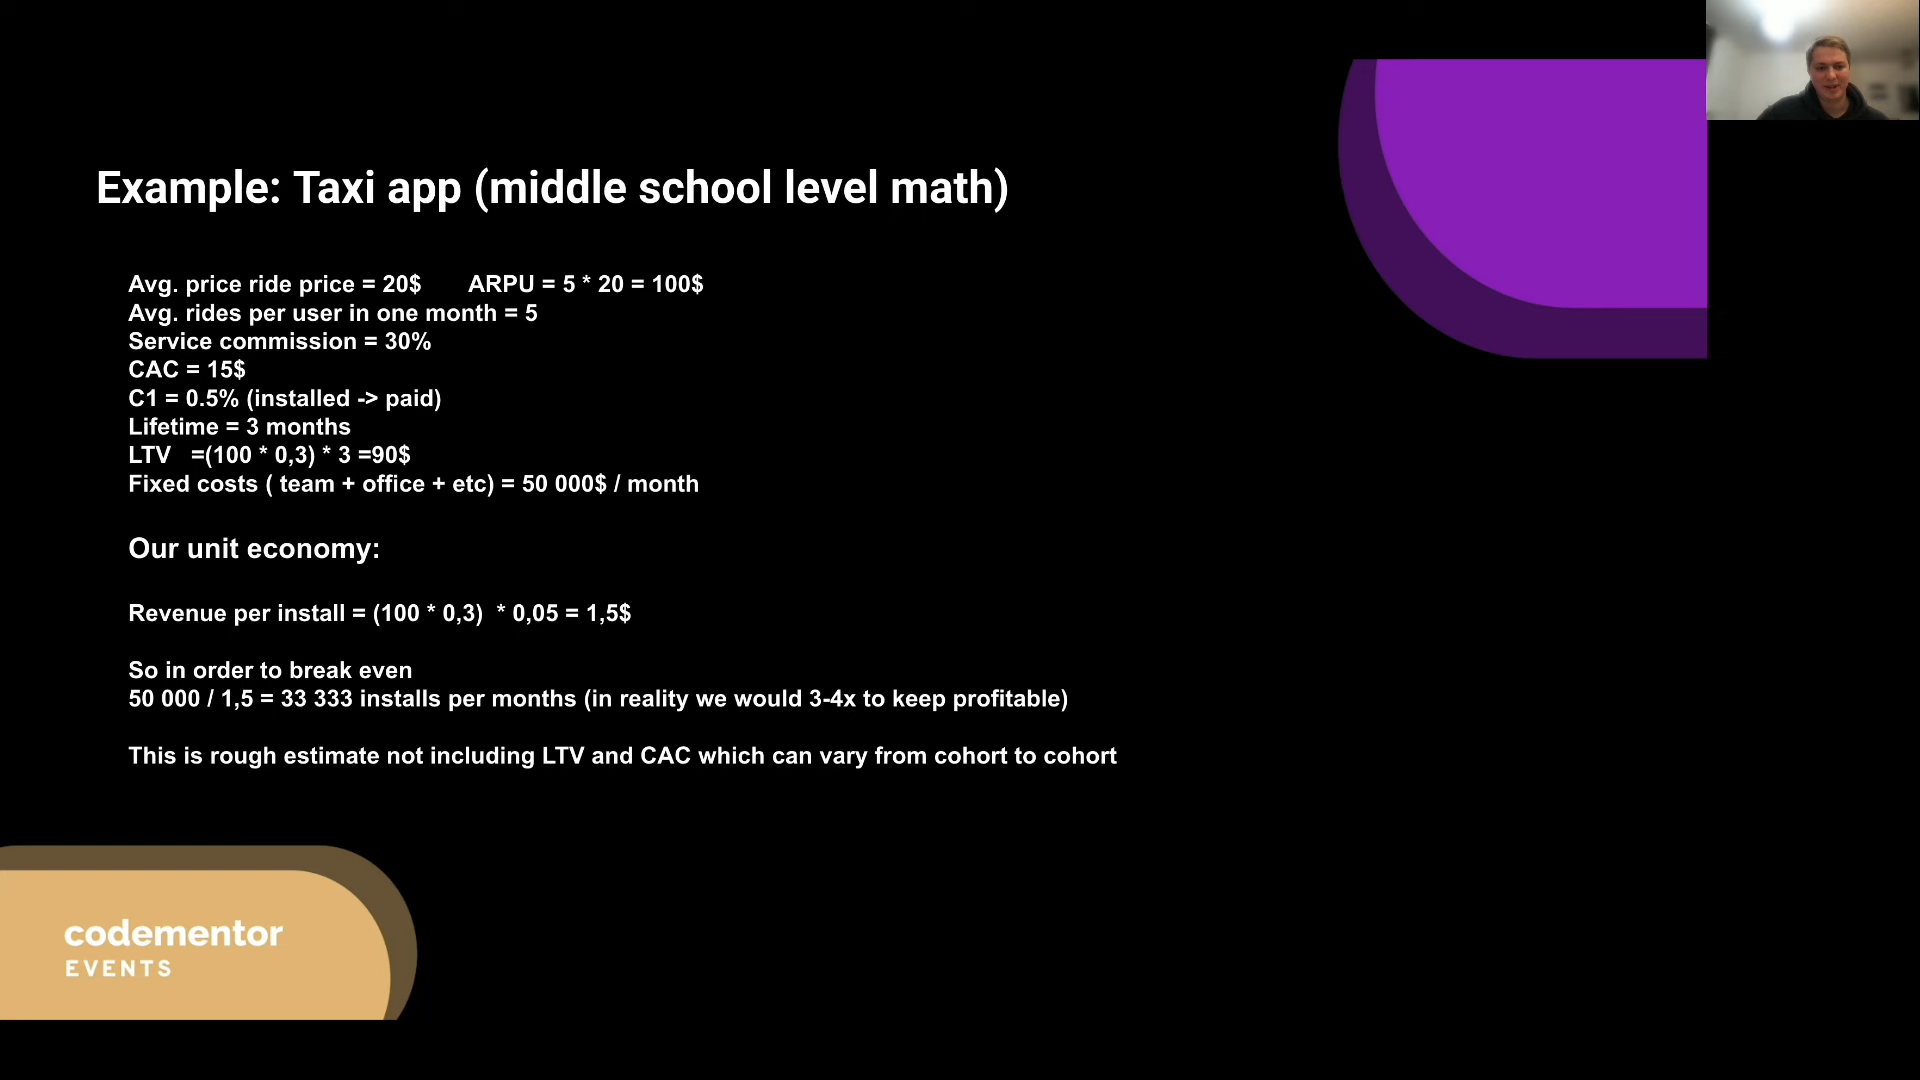 Example: Taxi app (middle school level math)
Avg. price ride price = 20$ ARPU = 5 * 20 = 100$
Avg. rides per user in one month = 5
Service commission = 30%
CAC = 15$
C1 = 0.5% (installed -> paid)
Lifetime = 3 months
LTV =(100 * 0,3) * 3 =90$
Fixed costs ( team + office + etc) = 50 000$ / month
Our unit economy:
Revenue per install = (100 * 0,3) * 0,05 = 1,5$
So in order to break even
50 000 / 1,5 = 33 333 installs per months (in reality we would 3-4x to keep profitable)
This is rough estimate not including LTV and CAC which can vary from cohort to cohort
codementor
EVENTS